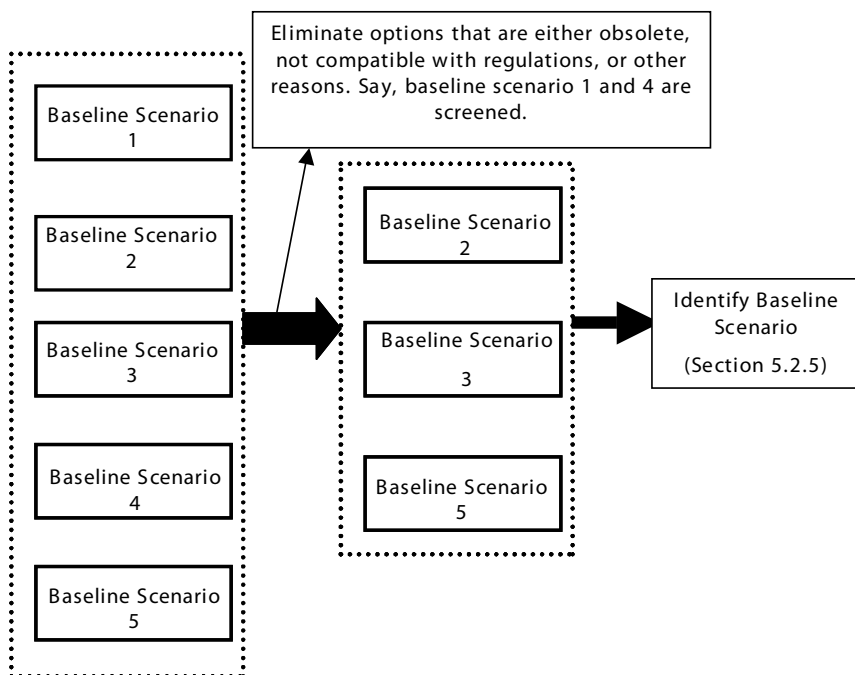 Eliminate options that are either obsolete,
not compatible with regulations, or other
reasons. Say, baseline scenario 1 and 4 are
screened.
Baseline Scenario
1
Baseline Scenario
2
Baseline Scenario
3
Baseline Scenario
4
Baseline Scenario
5
Baseline Scenario
2
Baseline Scenario
3
Baseline Scenario
5
Identify Baseline
Scenario
(Section 5.2.5)